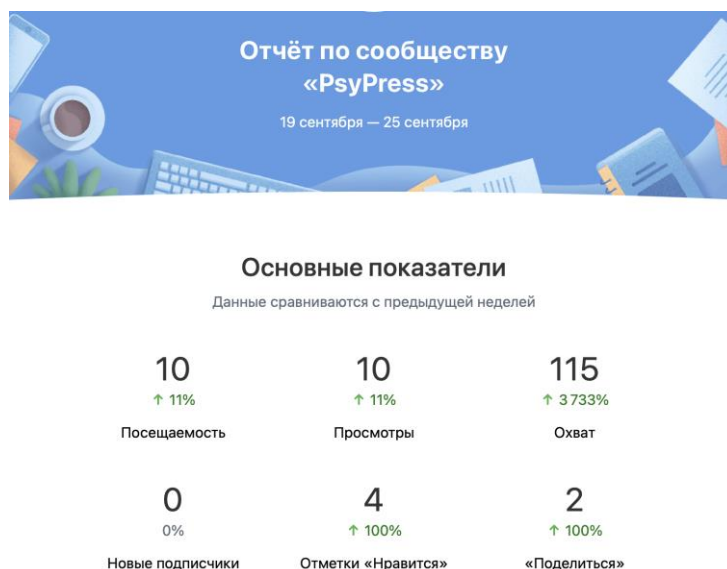 Отчёт по сообществу
«PsyPress»
19 сентября — 25 сентября
Основные показатели
Данные сравниваются с предыдущей неделей
10 10 115
↑ 11% ↑ 11% ↑ 3 733%
Посещаемость Просмотры Охват
0 4 2
0% ↑ 100% ↑ 100%
Новые подписчики Отметки «Нравится» «Поделиться»